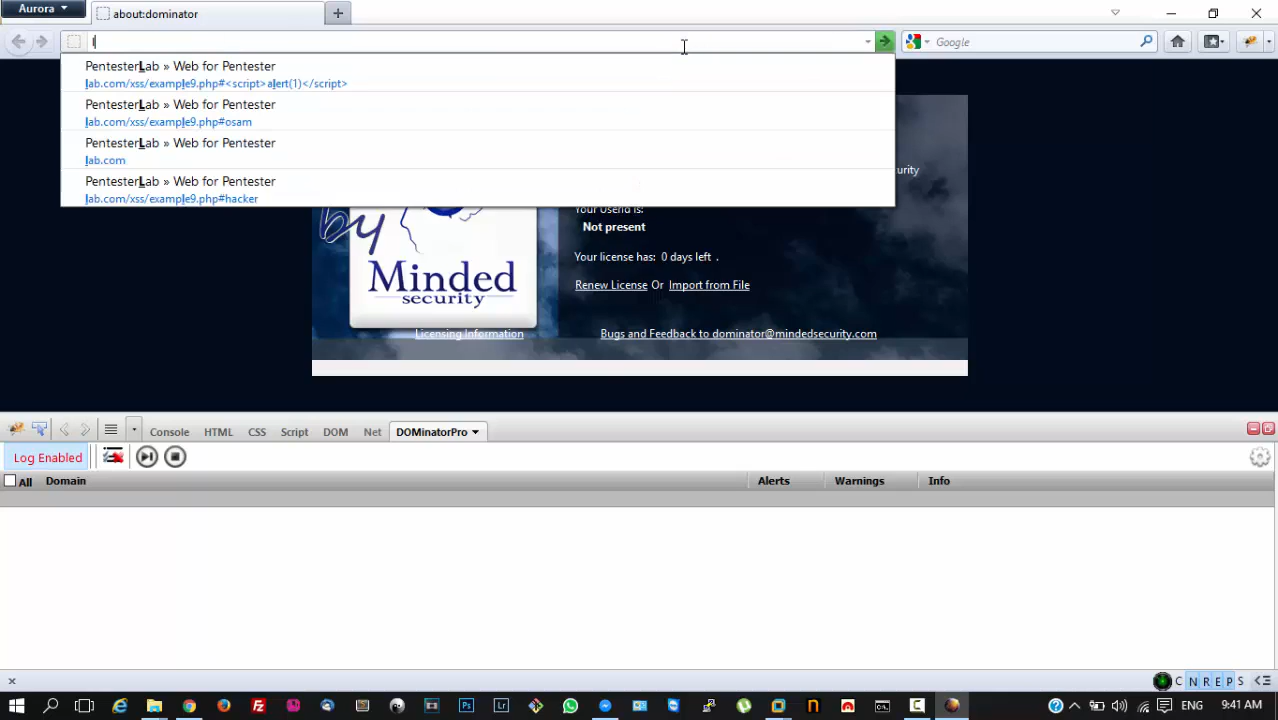 Aurora
about:dominator
l
Google
PentesterLab » Web for Pentester
lab.com/xss/example9.php#<script>alert(1)</script>
PentesterLab » Web for Pentester
lab.com/xss/example9.php#osam
PentesterLab » Web for Pentester
lab.com
PentesterLab » Web for Pentester
lab.com/xss/example9.php#hacker
urity
by
Minded
security
Your UserId is:
Not present
Your license has: 0 days left .
Renew License Or Import from File
Licensing Information
Bugs and Feedback to dominator@mindedsecurity.com
Console HTML CSS Script DOM Net DOMinatorPro
Log Enabled
All Domain Alerts Warnings Info
C N R E P S
Ps Lr
ENG 9:41 AM